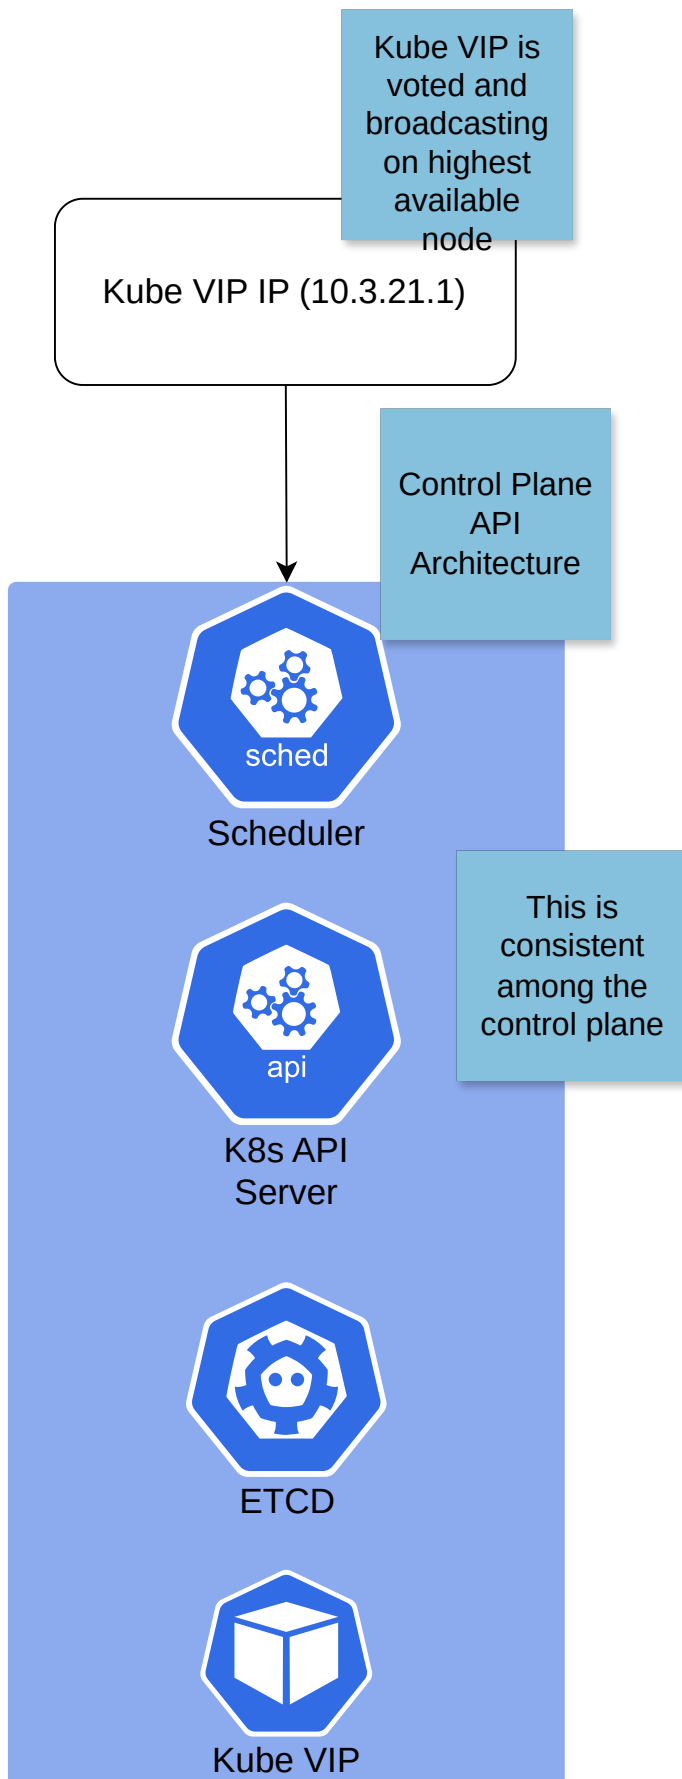 Kube VIP is
voted and
broadcasting
on highest
available
node
Kube VIP IP (10.3.21.1)
Control Plane
API
Architecture
sched
Scheduler
This is
consistent
among the
control plane
api
K8s API
Server
ETCD
Kube VIP